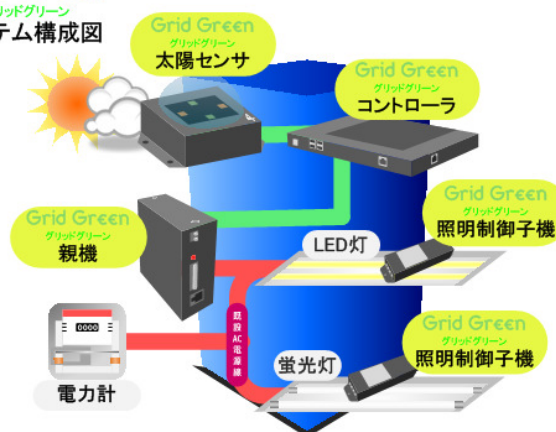 リッドグリーン
テム構成図
Grid Green
グリッドグリーン
太陽センサ
Grid Green
グリッドグリーン
コントローラ
Grid Green
グリッドグリーン
親機
Grid Green
グリッドグリーン
照明制御子機
LED灯
既設AC電源線
0000
電力計
蛍光灯
Grid Green
グリッドグリーン
照明制御子機